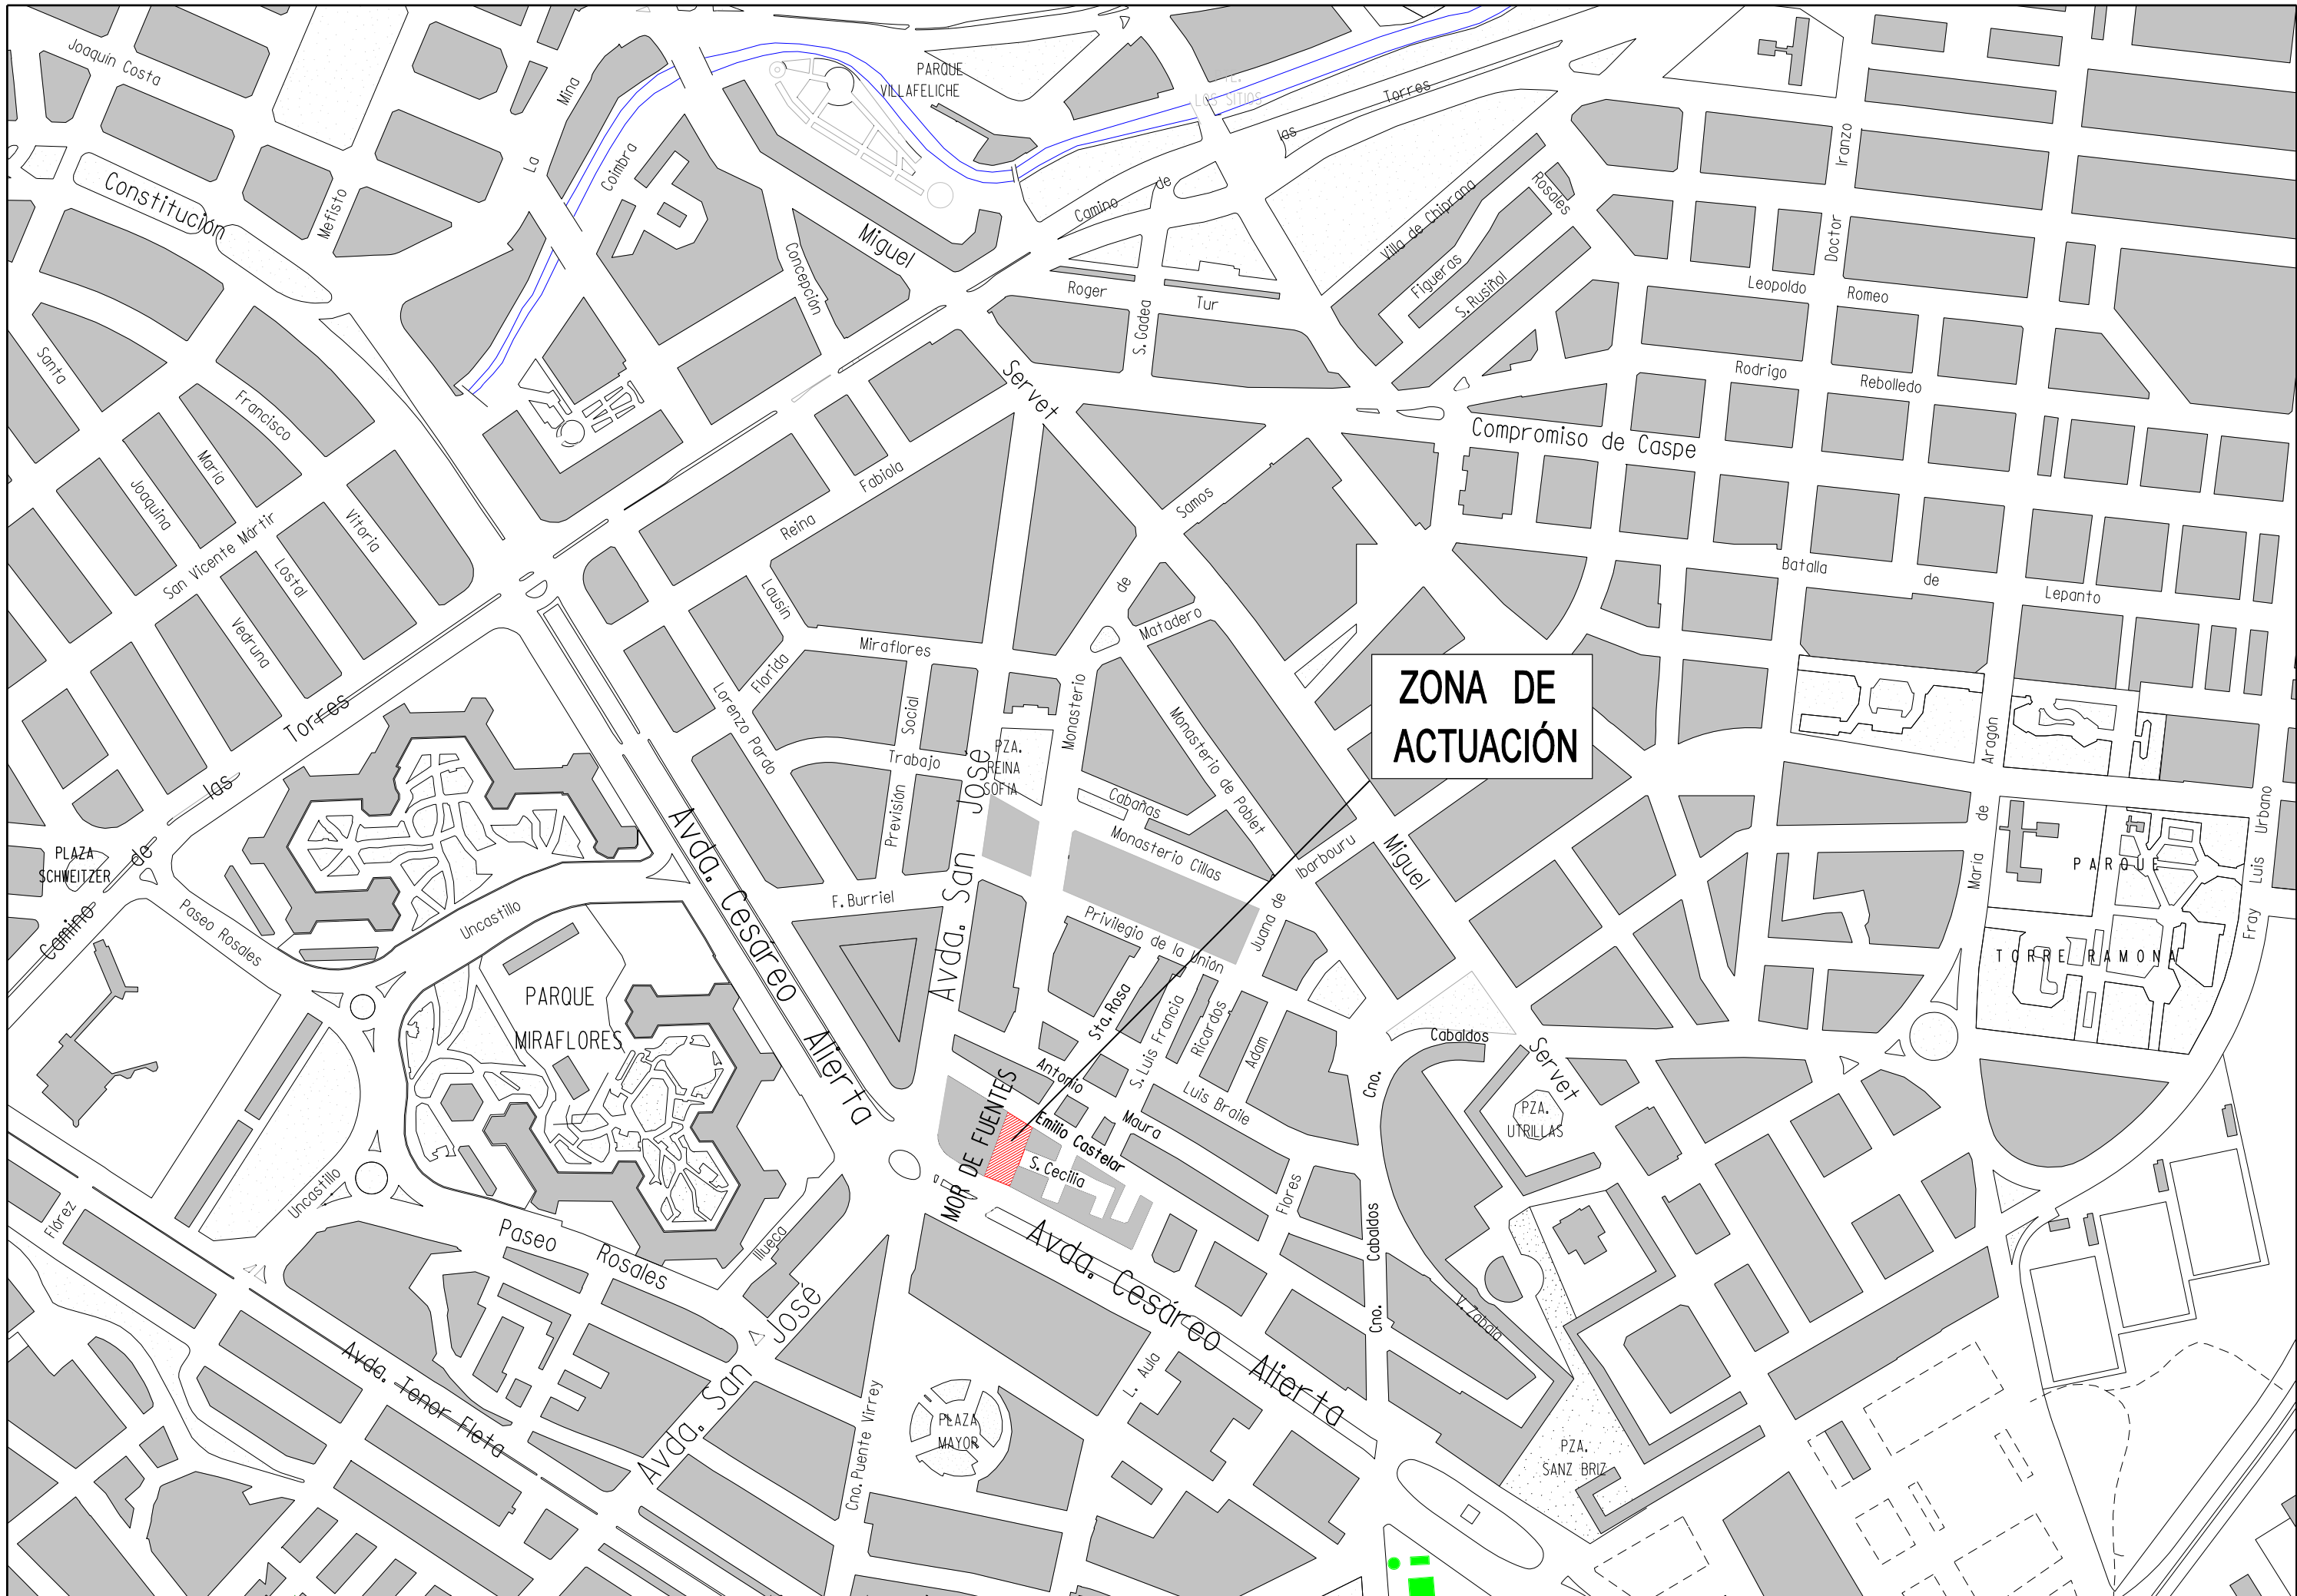 Joaquín Costa
Constitución
Mefisto
La
Mina
Coimbra
PARQUE
VILLAFELICHE
LOS SITIOS
las
Torres
Camino
de
Miguel
Concepción
Roger
Tur
S. Cadea
Villa de Chiprana
Rosales
Figueras
S. Rusiñol
Iranzo
Doctor
Leopoldo
Romeo
Rodrigo
Rebolledo
Compromiso de Caspe
Santa
Francisco
María
Joaquina
San Vicente Mártir
Vitoria
Lostal
Vedruna
Servet
Fabiola
Reina
Samos
de
Batalla
de
Lepanto
Lausín
Florida
Miraflores
Matadero
Monasterio
Torres
las
de
Camino
Lorenzo Pardo
Social
Trabajo
Previsión
PZA.
REINA
SOFIA
Monasterio de Poblet
ZONA DE
ACTUACIÓN
Cabañas
Monasterio Cillas
Ibarbouru
Juana de
Miguel
Aragón
de
María
Urbano
Luis
Fray
PARQUE
TORRE RAMONA
PLAZA
SCHWEITZER
Paseo Rosales
Uncastillo
Avda. Cesáreo Alierta
F. Burriel
Avda. San José
Privilegio de la Unión
PARQUE
MIRAFLORES
Sta. Rosa
S. Luis Francia
Ricardos
Adam
Antonio
Maura
Luis Braile
Cabaldos
Cno.
Servet
PZA.
UTRILLAS
MOR DE FUENTES
Emilio Castelar
S. Cecilia
Flores
Cabaldos
Cno.
Uncastillo
Flórez
Paseo Rosales
Illueca
Avda. Cesáreo Alierta
V. Zabala
Avda. San José
Avda. Tenor Fleta
Cno. Puente Virrey
L. Aula
PLAZA
MAYOR
PZA.
SANZ BRIZ